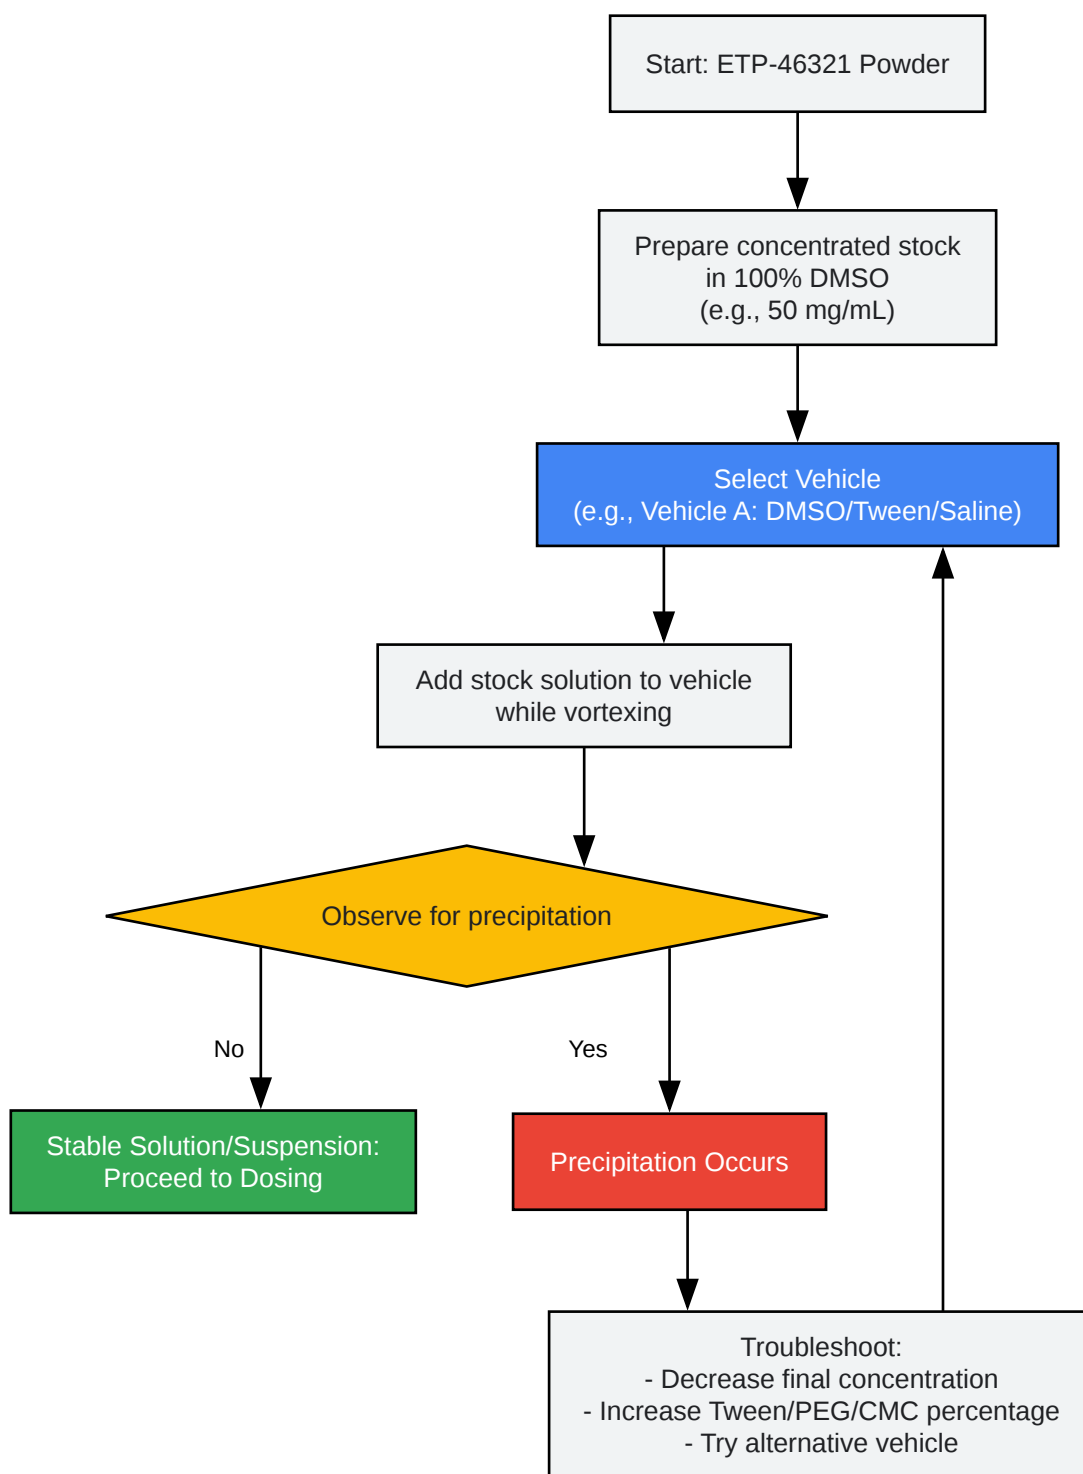 Start: ETP-46321 Powder
Prepare concentrated stock
in 100% DMSO
(e.g., 50 mg/mL)
Select Vehicle
(e.g., Vehicle A: DMSO/Tween/Saline)
Add stock solution to vehicle
while vortexing
Observe for precipitation
No
Yes
Stable Solution/Suspension:
Proceed to Dosing
Precipitation Occurs
Troubleshoot:
- Decrease final concentration
- Increase Tween/PEG/CMC percentage
- Try alternative vehicle